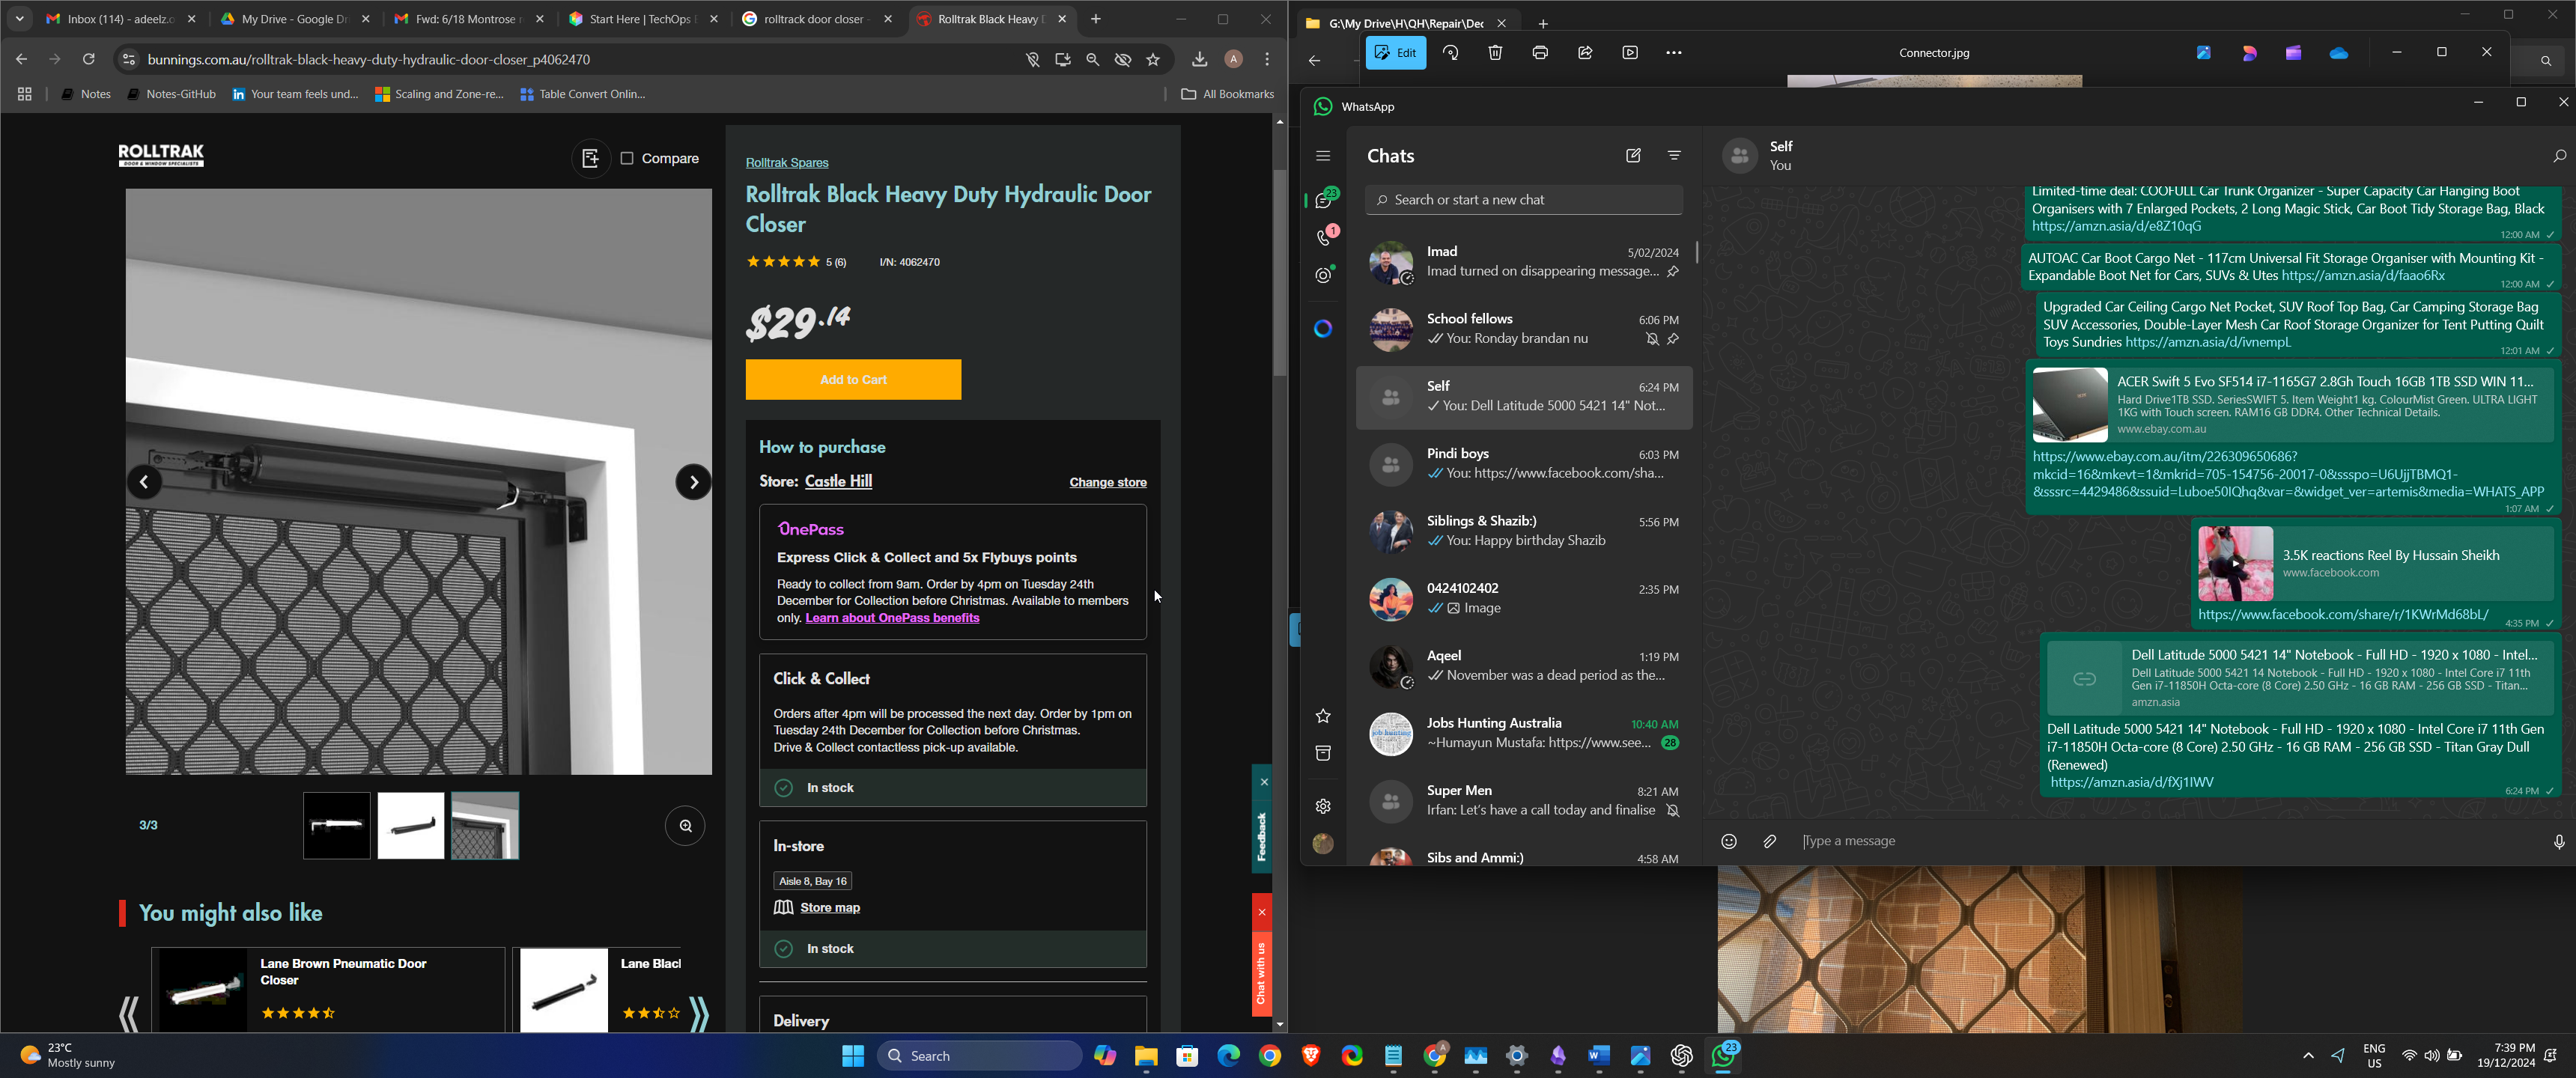 Inbox (114) - adeelz.c
My Drive - Google Dr
Fwd: 6/18 Montrose r
Start Here | TechOps E
rolltrack door closer -
Rolltrak Black Heavy D
bunnings.com.au/rolltrak-black-heavy-duty-hydraulic-door-closer_p4062470
Notes
Notes-GitHub
Your team feels und...
Scaling and Zone-re...
Table Convert Onlin...
All Bookmarks
ROLLTRAK
DOOR & WINDOW SPECIALISTS
Compare
3/3
You might also like
Lane Brown Pneumatic Door
Closer
Lane Blacl
Rolltrak Spares
Rolltrak Black Heavy Duty Hydraulic Door
Closer
5 (6)
I/N: 4062470
$29.14
Add to Cart
How to purchase
Store: Castle Hill
Change store
OnePass
Express Click & Collect and 5x Flybuys points
Ready to collect from 9am. Order by 4pm on Tuesday 24th
December for Collection before Christmas. Available to members
only. Learn about OnePass benefits
Click & Collect
Orders after 4pm will be processed the next day. Order by 1pm on
Tuesday 24th December for Collection before Christmas.
Drive & Collect contactless pick-up available.
In stock
In-store
Aisle 8, Bay 16
Store map
In stock
Delivery
Feedback
Chat with us
G:\My Drive\H\QH\Repair\Dec
Edit
Connector.jpg
WhatsApp
23
1
Chats
Search or start a new chat
Imad
5/02/2024
Imad turned on disappearing message...
School fellows
6:06 PM
You: Ronday brandan nu
Self
6:24 PM
You: Dell Latitude 5000 5421 14" Not...
Pindi boys
6:03 PM
You: https://www.facebook.com/sha...
Siblings & Shazib:)
5:56 PM
You: Happy birthday Shazib
0424102402
2:35 PM
Image
Aqeel
1:19 PM
November was a dead period as the...
Jobs Hunting Australia
10:40 AM
~Humayun Mustafa: https://www.see...
28
Super Men
8:21 AM
Irfan: Let's have a call today and finalise
Sibs and Ammi:)
4:58 AM
Self
You
Limited-time deal: COOFULL Car Trunk Organizer - Super Capacity Car Hanging Boot
Organisers with 7 Enlarged Pockets, 2 Long Magic Stick, Car Boot Tidy Storage Bag, Black
https://amzn.asia/d/e8Z10qG
12:00 AM
AUTOAC Car Boot Cargo Net - 117cm Universal Fit Storage Organiser with Mounting Kit -
Expandable Boot Net for Cars, SUVs & Utes https://amzn.asia/d/faao6Rx
12:00 AM
Upgraded Car Ceiling Cargo Net Pocket, SUV Roof Top Bag, Car Camping Storage Bag
SUV Accessories, Double-Layer Mesh Car Roof Storage Organizer for Tent Putting Quilt
Toys Sundries https://amzn.asia/d/ivnempL
12:01 AM
ACER Swift 5 Evo SF514 i7-1165G7 2.8Gh Touch 16GB 1TB SSD WIN 11...
Hard Drive1TB SSD. SeriesSWIFT 5. Item Weight1 kg. ColourMist Green. ULTRA LIGHT
1KG with Touch screen. RAM16 GB DDR4. Other Technical Details.
www.ebay.com.au
https://www.ebay.com.au/itm/226309650686?
mkcid=16&mkevt=1&mkrid=705-154756-20017-0&ssspo=U6UjjTBMQ1-
&sssrc=4429486&ssuid=Luboe50IQhq&var=&widget_ver=artemis&media=WHATS_APP
1:07 AM
3.5K reactions Reel By Hussain Sheikh
www.facebook.com
https://www.facebook.com/share/r/1KWrMd68bL/
4:35 PM
Dell Latitude 5000 5421 14" Notebook - Full HD - 1920 x 1080 - Intel...
Dell Latitude 5000 5421 14 Notebook - Full HD - 1920 x 1080 - Intel Core i7 11th
Gen i7-11850H Octa-core (8 Core) 2.50 GHz - 16 GB RAM - 256 GB SSD - Titan...
amzn.asia
Dell Latitude 5000 5421 14" Notebook - Full HD - 1920 x 1080 - Intel Core i7 11th Gen
i7-11850H Octa-core (8 Core) 2.50 GHz - 16 GB RAM - 256 GB SSD - Titan Gray Dull
(Renewed)
https://amzn.asia/d/fXj1IWV
6:24 PM
Type a message
23°C
Mostly sunny
Search
23
ENG
US
7:39 PM
19/12/2024